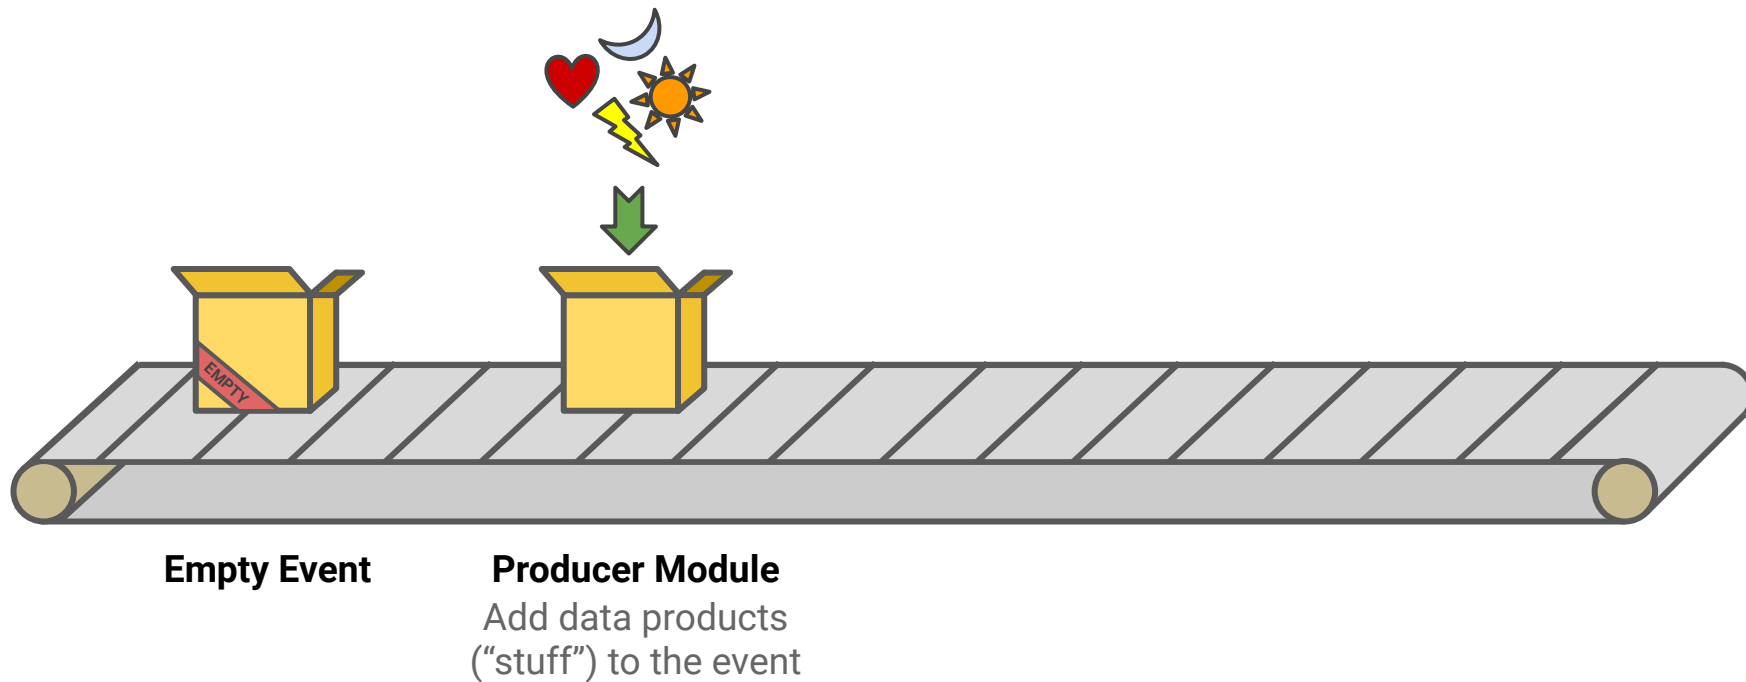 EMPTY
Empty Event
Producer Module
Add data products
(“stuff”) to the event